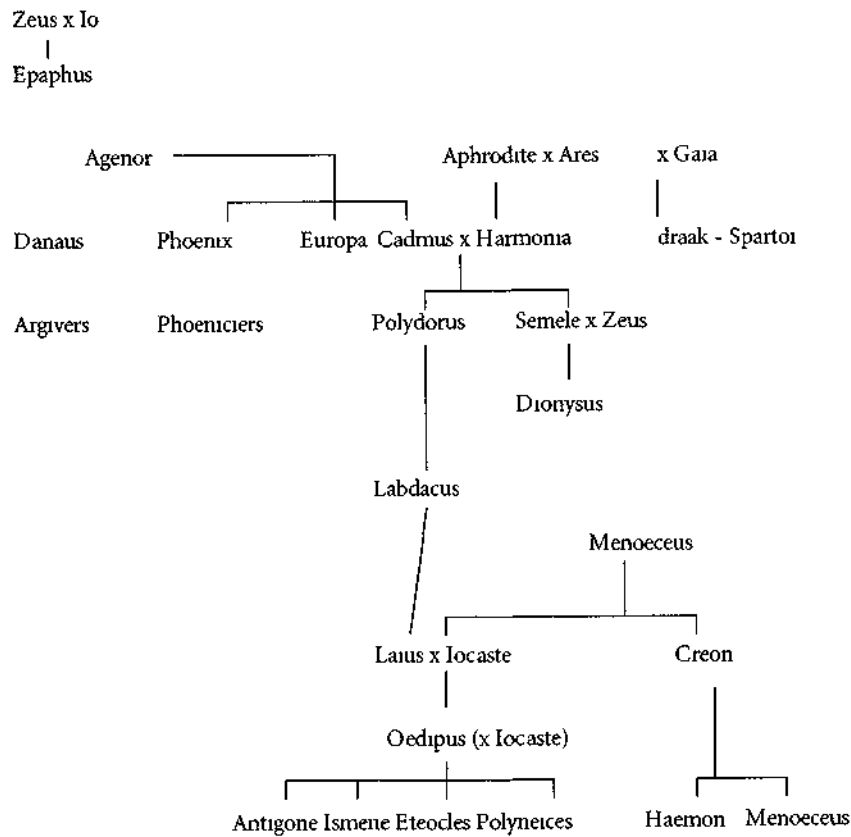 Zeus x Io
Epaphus
Agenor Aphrodite x Ares x Gaia
Danaus Phoenix Europa Cadmus x Harmonia draak - Spartoi
Argivers Phoeniciers Polydorus Semele x Zeus
Dionysus
Labdacus
Menoeceus
Laius x Iocaste Creon
Oedipus (x Iocaste)
Antigone Ismene Eteocles Polyneices Haemon Menoeceus